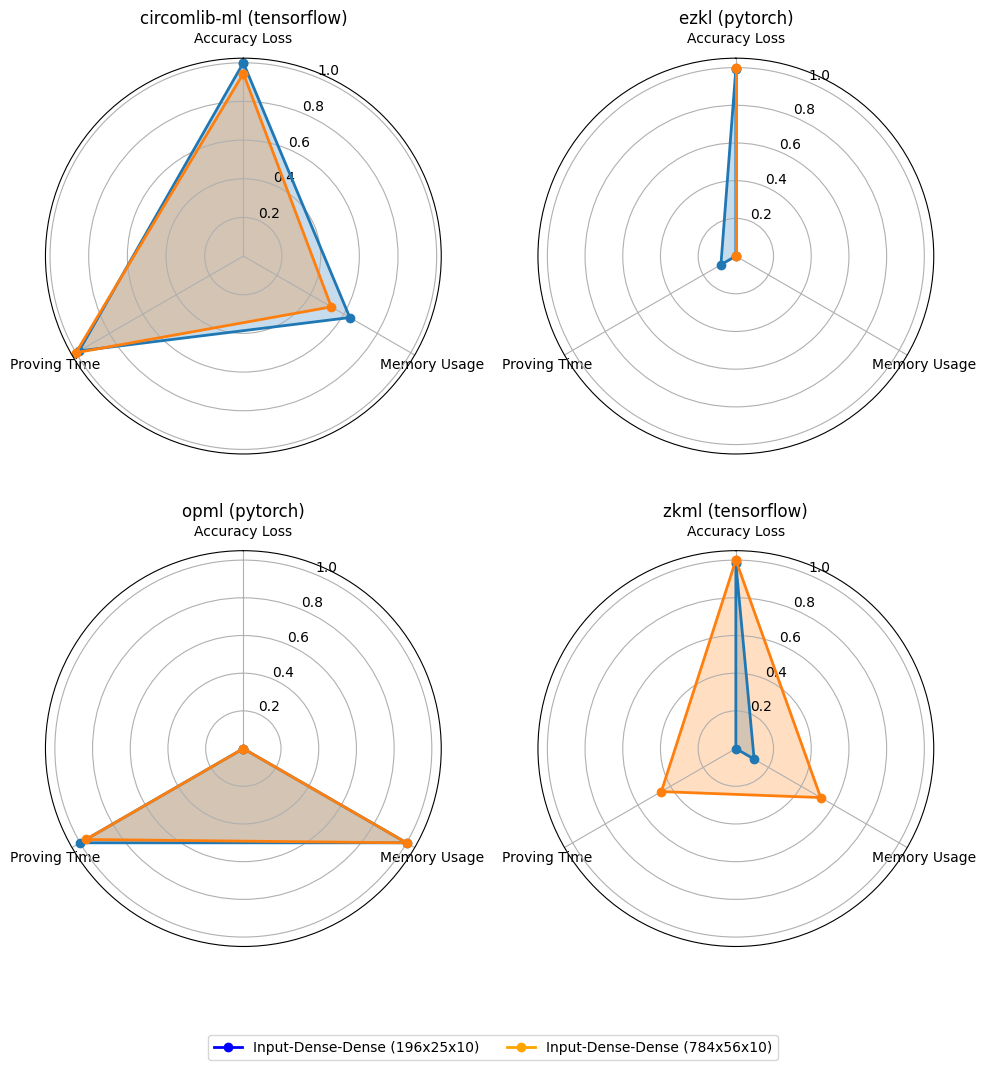 circomlib-ml (tensorflow)
Accuracy Loss
1.0
0.8
0.6
0.4
0.2
Proving Time
Memory Usage
ezkl (pytorch)
Accuracy Loss
1.0
0.8
0.6
0.4
0.2
Proving Time
Memory Usage
opml (pytorch)
Accuracy Loss
1.0
0.8
0.6
0.4
0.2
Proving Time
Memory Usage
zkml (tensorflow)
Accuracy Loss
1.0
0.8
0.6
0.4
0.2
Proving Time
Memory Usage
Input-Dense-Dense (196x25x10)
Input-Dense-Dense (784x56x10)